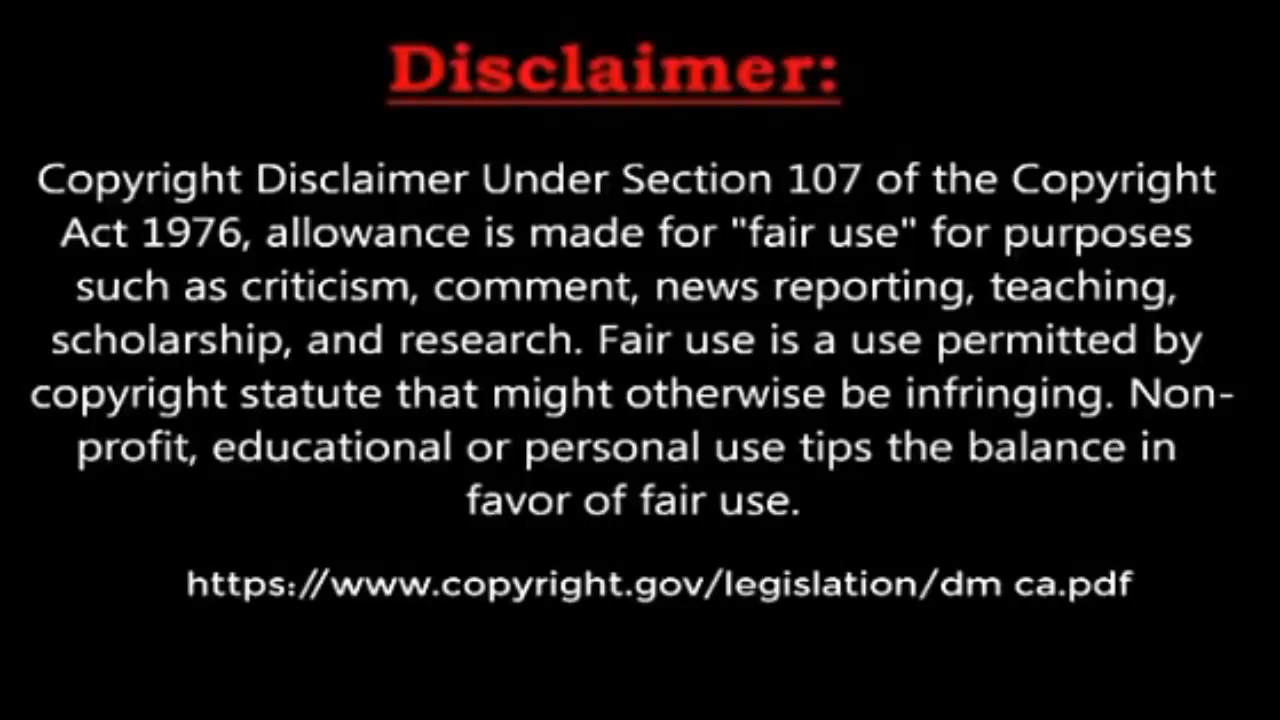 Disclaimer:
Copyright Disclaimer Under Section 107 of the Copyright
Act 1976, allowance is made for "fair use" for purposes
such as criticism, comment, news reporting, teaching,
scholarship, and research. Fair use is a use permitted by
copyright statute that might otherwise be infringing. Non-
profit, educational or personal use tips the balance in
favor of fair use.
https://www.copyright.gov/legislation/dm ca.pdf